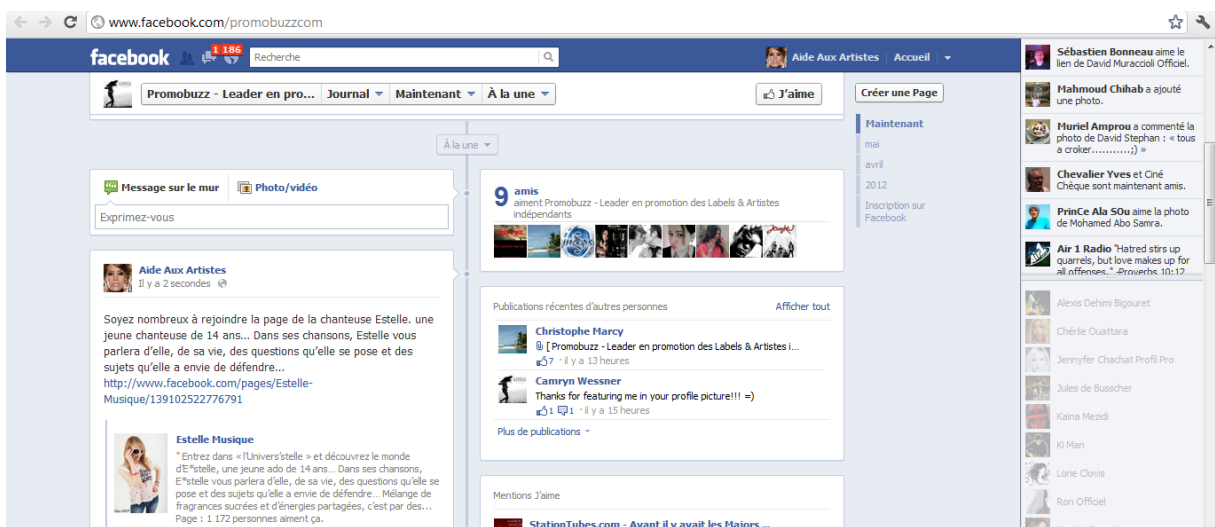 www.facebook.com/promobuzzcom
facebook
1 186
Recherche
Aide Aux Artistes
Accueil
Promobuzz - Leader en pro...
Journal
Maintenant
À la une
J'aime
Créer une Page
À la une
Maintenant
mai
avril
2012
Inscription sur
Facebook
Message sur le mur
Photo/vidéo
Exprimez-vous
Aide Aux Artistes
Il y a 2 secondes
Soyez nombreux à rejoindre la page de la chanteuse Estelle. une
jeune chanteuse de 14 ans... Dans ses chansons, Estelle vous
parlera d'elle, de sa vie, des questions qu'elle se pose et des
sujets qu'elle a envie de défendre...
http://www.facebook.com/pages/Estelle-
Musique/139102522776791
Estelle Musique
"Entrez dans « l'Univers'stelle » et découvrez le monde
d'E*stelle, une jeune ado de 14 ans... Dans ses chansons,
E*stelle vous parlera d'elle, de sa vie, des questions qu'elle se
pose et des sujets qu'elle a envie de défendre... Mélange de
fragrances sucrées et d'énergies partagées, c'est par des...
Page : 1 172 personnes aiment ça.
9 amis
aiment Promobuzz - Leader en promotion des Labels & Artistes
indépendants
Publications récentes d'autres personnes
Afficher tout
Christophe Marcy
[ Promobuzz - Leader en promotion des Labels & Artistes i...
7 · il y a 13 heures
Camryn Wessner
Thanks for featuring me in your profile picture!!! =)
1 1 · il y a 15 heures
Plus de publications
Mentions J'aime
StationTubes.com - Avant il y avait les Majors ...
Sébastien Bonneau aime le
lien de David Muraccioli Officiel.
Mahmoud Chihab a ajouté
une photo.
Muriel Amprou a commenté la
photo de David Stephan : « tous
a croker...........;) »
Chevalier Yves et Ciné
Chèque sont maintenant amis.
PrinCe Ala SOu aime la photo
de Mohamed Abo Samra.
Air 1 Radio "Hatred stirs up
quarrels, but love makes up for
all offenses." -Proverbs 10:12
Alexis Dehimi Bigouret
Chérile Ouattara
Jennyfer Chachat Profil Pro
Jules de Busscher
Kaina Mezidi
Ki Man
Lorie Clovis
Ron Officiel